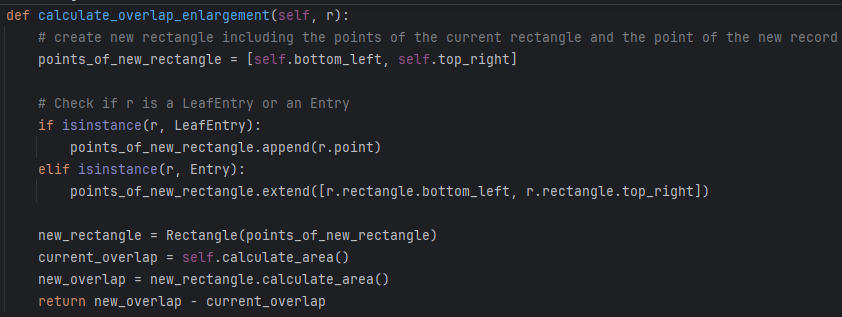 def calculate_overlap_enlargement(self, r):
    # create new rectangle including the points of the current rectangle and the point of the new record
    points_of_new_rectangle = [self.bottom_left, self.top_right]

    # Check if r is a LeafEntry or an Entry
    if isinstance(r, LeafEntry):
        points_of_new_rectangle.append(r.point)
    elif isinstance(r, Entry):
        points_of_new_rectangle.extend([r.rectangle.bottom_left, r.rectangle.top_right])

    new_rectangle = Rectangle(points_of_new_rectangle)
    current_overlap = self.calculate_area()
    new_overlap = new_rectangle.calculate_area()
    return new_overlap - current_overlap